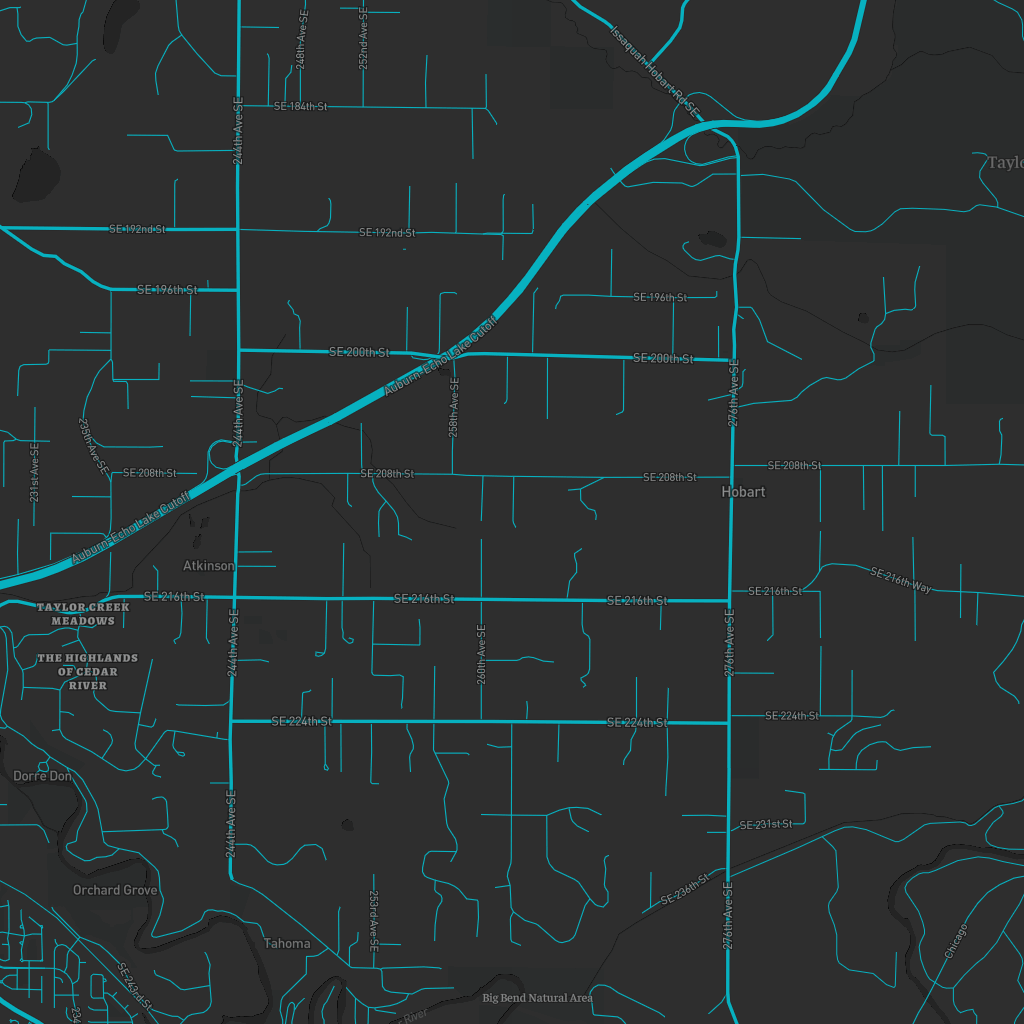 248th Ave SE
252nd Ave SE
Issaquah Hobart Rd SE
SE 184th St
244th Ave SE
Taylo
SE 192nd St
SE 192nd St
SE 196th St
SE 196th St
Auburn-Echo Lake Cutoff
SE 200th St
SE 200th St
258th Ave SE
276th Ave SE
244th Ave SE
235th Ave SE
231st Ave SE
SE 208th St
SE 208th St
SE 208th St
SE 208th St
Hobart
Auburn-Echo Lake Cutoff
Atkinson
SE 216th Way
SE 216th St
SE 216th St
SE 216th St
SE 216th St
TAYLOR CREEK
MEADOWS
244th Ave SE
260th Ave SE
276th Ave SE
THE HIGHLANDS
OF CEDAR
RIVER
SE 224th St
SE 224th St
SE 224th St
Dorre Don
244th Ave SE
SE 231st St
SE 236th St
Orchard Grove
253rd Ave SE
276th Ave SE
Tahoma
Chicago
SE 243rd St
Big Bend Natural Area
234
River